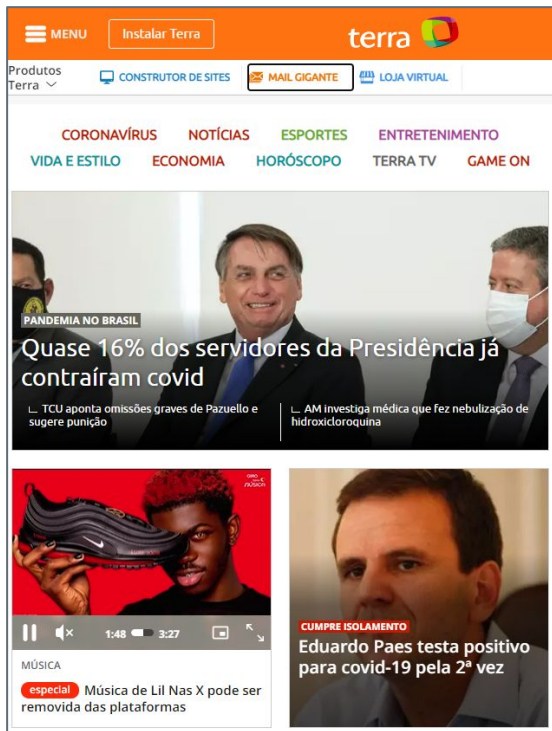 MENU
Instalar Terra
terra
Produtos
Terra
CONSTRUTOR DE SITES
MAIL GIGANTE
LOJA VIRTUAL
CORONAVÍRUS NOTÍCIAS ESPORTES ENTRETENIMENTO
VIDA E ESTILO ECONOMIA HORÓSCOPO TERRA TV GAME ON
PANDEMIA NO BRASIL
Quase 16% dos servidores da Presidência já
contraíram covid
TCU aponta omissões graves de Pazuello e
sugere punição
AM investiga médica que fez nebulização de
hidroxicloroquina
1:48 3:27
MÚSICA
especial Música de Lil Nas X pode ser
removida das plataformas
CUMPRE ISOLAMENTO
Eduardo Paes testa positivo
para covid-19 pela 2ª vez